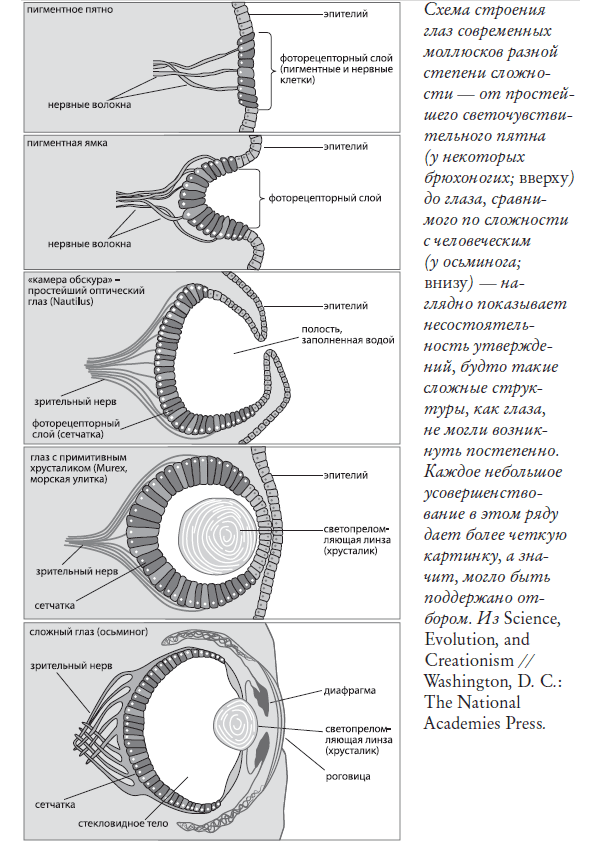 пигментное пятно
эпителий
фоторецепторный слой
(пигментные и нервные
клетки)
нервные волокна
пигментная ямка
эпителий
фоторецепторный слой
нервные волокна
«камера обскура» –
простейший оптический
глаз (Nautilus)
эпителий
полость,
заполненная водой
зрительный нерв
фоторецепторный
слой (сетчатка)
глаз с примитивным
хрусталиком (Murex,
морская улитка)
эпителий
светопрелом-
ляющая линза
(хрусталик)
зрительный нерв
сетчатка
сложный глаз (осьминог)
зрительный нерв
диафрагма
светопрелом-
ляющая линза
(хрусталик)
роговица
сетчатка
стекловидное тело
Схема строения
глаз современных
моллюсков разной
степени сложно-
сти — от простей-
шего светочувстви-
тельного пятна
(у некоторых
брюхоногих; вверху)
до глаза, сравни-
мого по сложности
с человеческим
(у осьминога;
внизу) — на-
глядно показывает
несостоятель-
ность утвержде-
ний, будто такие
сложные струк-
туры, как глаза,
не могли возник-
нуть постепенно.
Каждое небольшое
усовершенство-
вание в этом ряду
дает более четкую
картинку, а зна-
чит, могло быть
поддержано от-
бором. Из Science,
Evolution, and
Creationism //
Washington, D. C.:
The National
Academies Press.